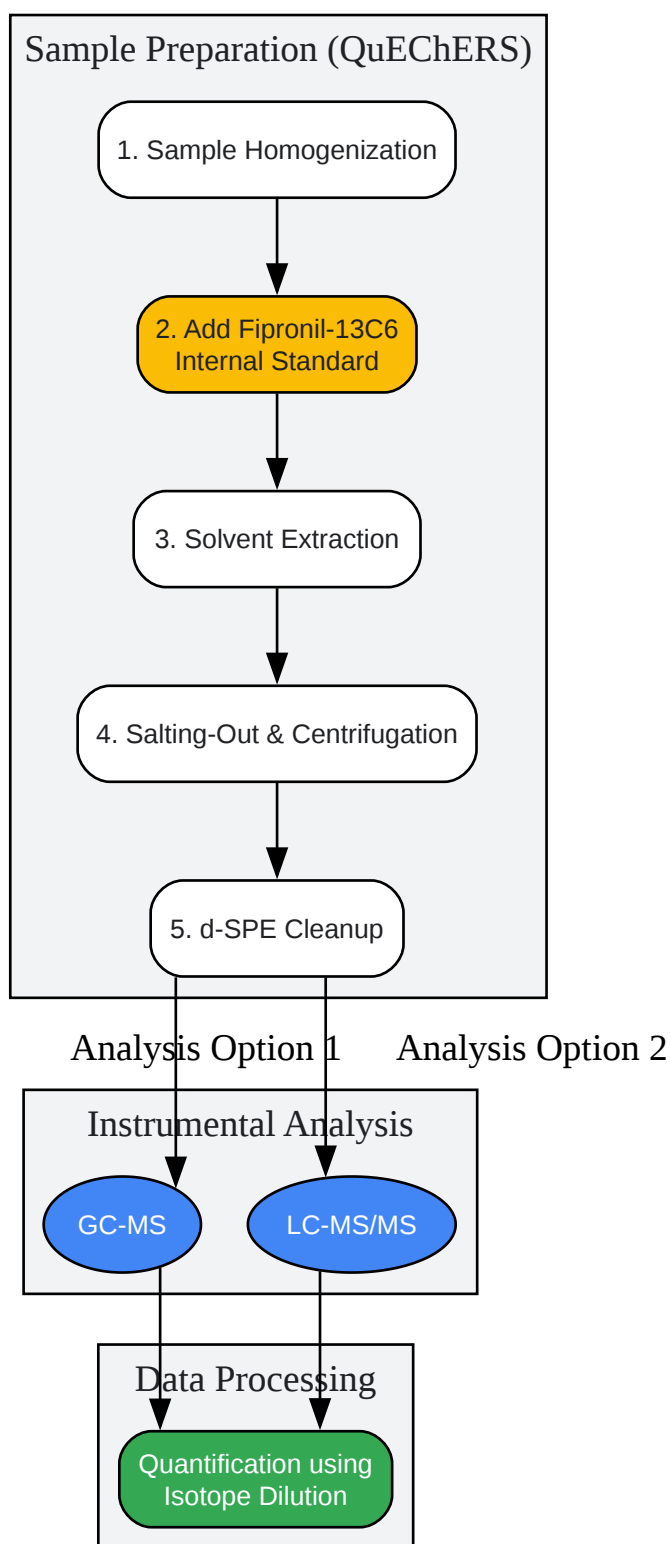 Sample Preparation (QuEChERS)
1. Sample Homogenization
2. Add Fipronil-13C6
Internal Standard
3. Solvent Extraction
4. Salting-Out & Centrifugation
5. d-SPE Cleanup
Analysis Option 1
Analysis Option 2
Instrumental Analysis
GC-MS
LC-MS/MS
Data Processing
Quantification using
Isotope Dilution